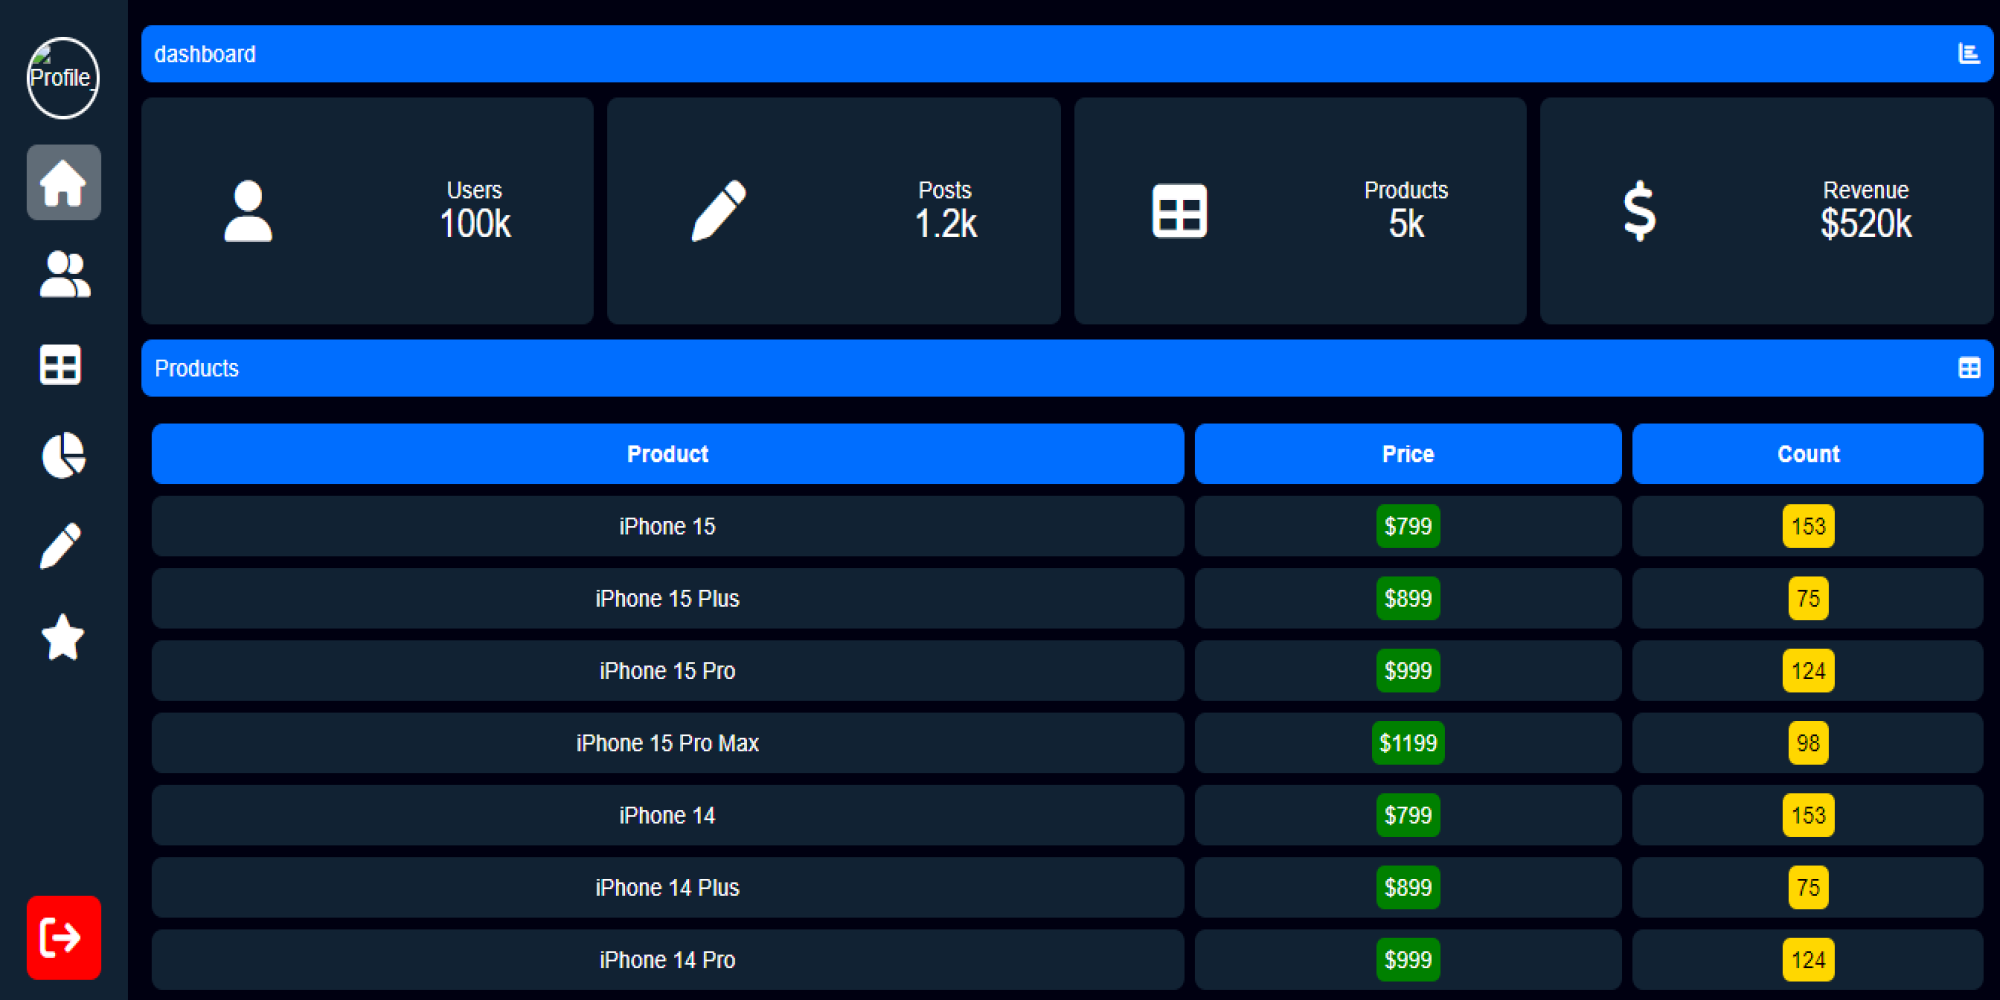 Profile_
dashboard
Users
100k
Posts
1.2k
Products
5k
Revenue
$520k
Products
Product Price Count
iPhone 15 $799 153
iPhone 15 Plus $899 75
iPhone 15 Pro $999 124
iPhone 15 Pro Max $1199 98
iPhone 14 $799 153
iPhone 14 Plus $899 75
iPhone 14 Pro $999 124